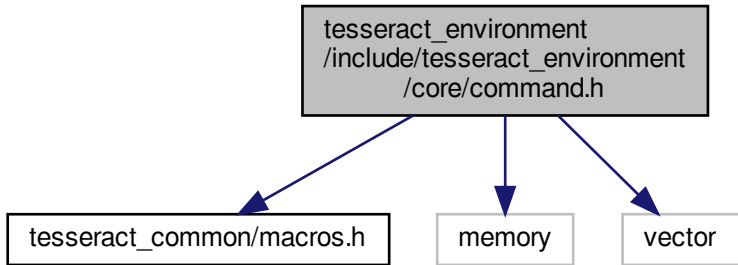 tesseract_environment
/include/tesseract_environment
/core/command.h
tesseract_common/macros.h
memory
vector